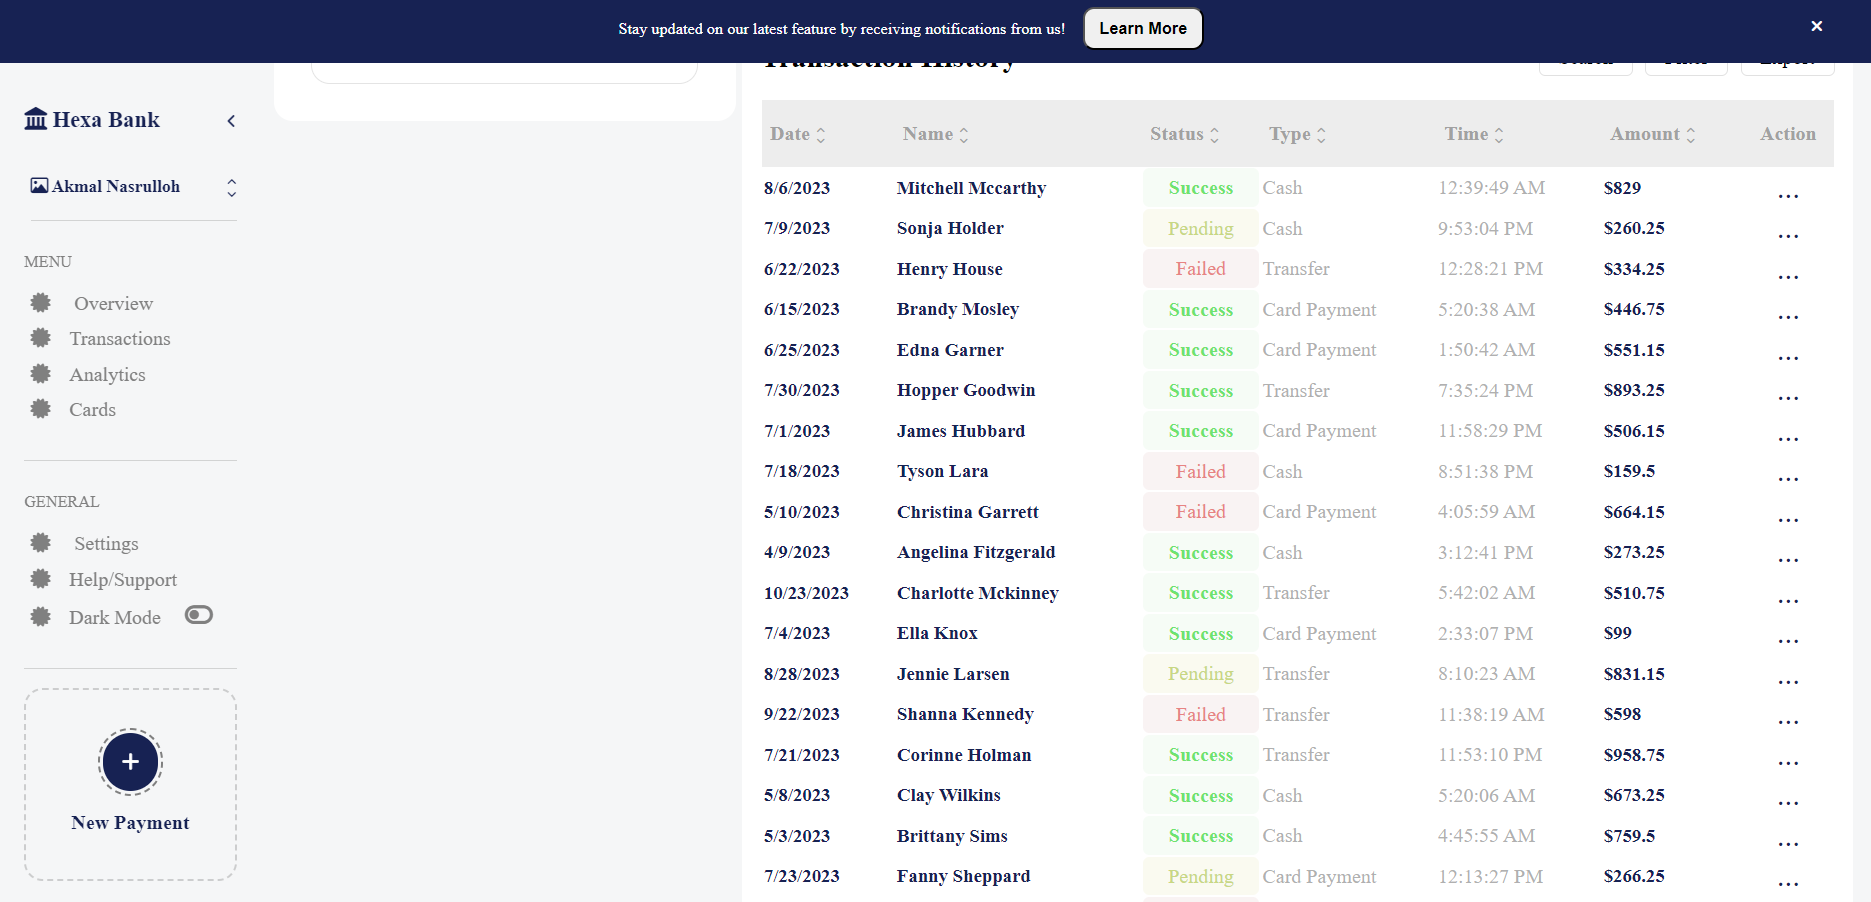 Stay updated on our latest feature by receiving notifications from us! Learn More
Transaction History Search Filter Export
Hexa Bank
Akmal Nasrulloh
MENU
Overview
Transactions
Analytics
Cards
GENERAL
Settings
Help/Support
Dark Mode
New Payment
Date Name Status Type Time Amount Action
8/6/2023 Mitchell Mccarthy Success Cash 12:39:49 AM $829 ...
7/9/2023 Sonja Holder Pending Cash 9:53:04 PM $260.25 ...
6/22/2023 Henry House Failed Transfer 12:28:21 PM $334.25 ...
6/15/2023 Brandy Mosley Success Card Payment 5:20:38 AM $446.75 ...
6/25/2023 Edna Garner Success Card Payment 1:50:42 AM $551.15 ...
7/30/2023 Hopper Goodwin Success Transfer 7:35:24 PM $893.25 ...
7/1/2023 James Hubbard Success Card Payment 11:58:29 PM $506.15 ...
7/18/2023 Tyson Lara Failed Cash 8:51:38 PM $159.5 ...
5/10/2023 Christina Garrett Failed Card Payment 4:05:59 AM $664.15 ...
4/9/2023 Angelina Fitzgerald Success Cash 3:12:41 PM $273.25 ...
10/23/2023 Charlotte Mckinney Success Transfer 5:42:02 AM $510.75 ...
7/4/2023 Ella Knox Success Card Payment 2:33:07 PM $99 ...
8/28/2023 Jennie Larsen Pending Transfer 8:10:23 AM $831.15 ...
9/22/2023 Shanna Kennedy Failed Transfer 11:38:19 AM $598 ...
7/21/2023 Corinne Holman Success Transfer 11:53:10 PM $958.75 ...
5/8/2023 Clay Wilkins Success Cash 5:20:06 AM $673.25 ...
5/3/2023 Brittany Sims Success Cash 4:45:55 AM $759.5 ...
7/23/2023 Fanny Sheppard Pending Card Payment 12:13:27 PM $266.25 ...